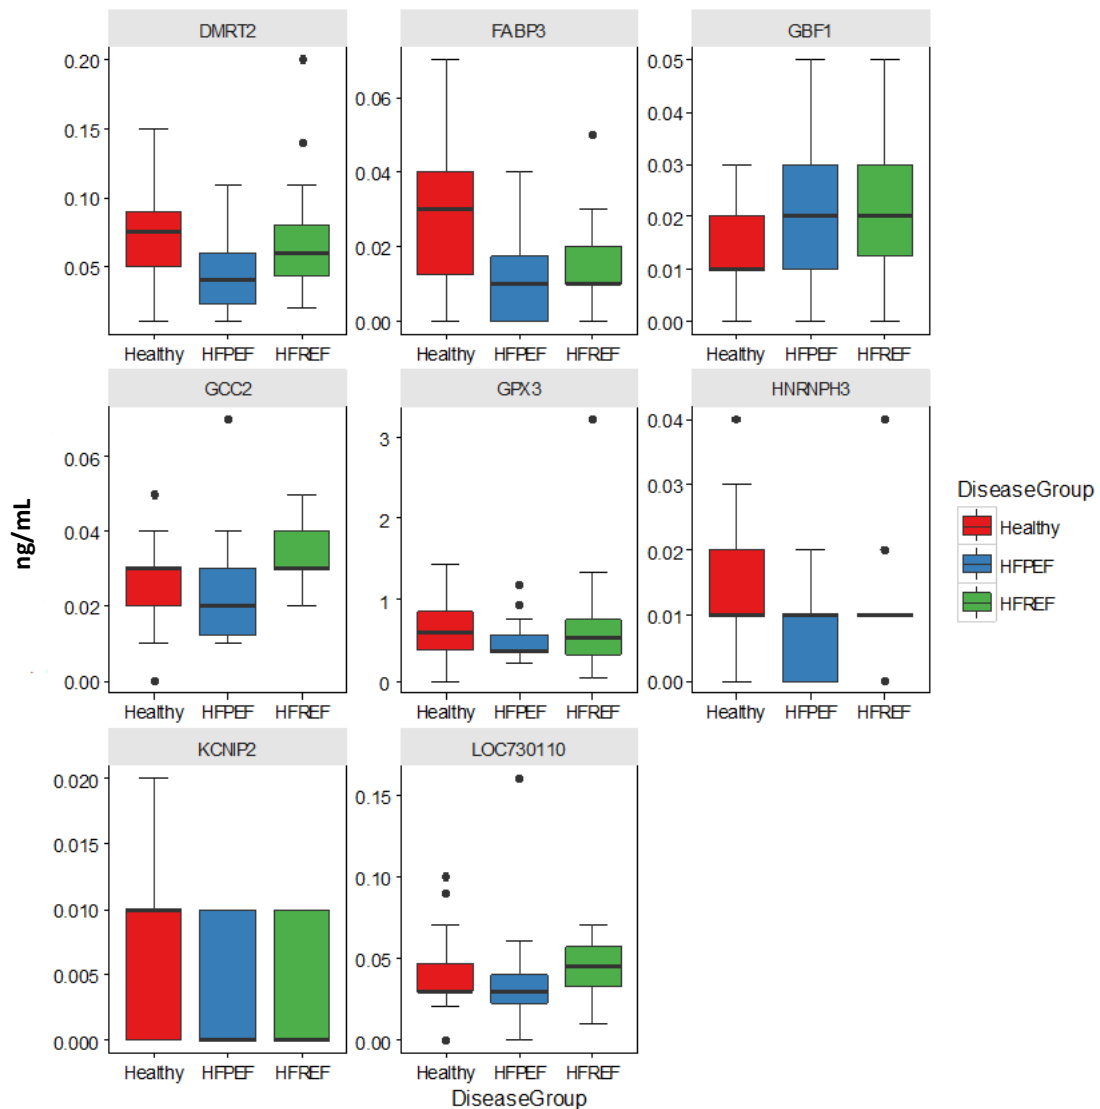 DMRT2 FABP3 GBF1
0.20 0.15 0.10 0.05
0.06 0.04 0.02 0.00
0.05 0.04 0.03 0.02 0.01 0.00
Healthy HFPEF HFREF Healthy HFPEF HFREF Healthy HFPEF HFREF
GCC2 GPX3 HNRNPH3
ng/mL
0.06 0.04 0.02 0.00
3 2 1 0
0.04 0.03 0.02 0.01 0.00
Healthy HFPEF HFREF Healthy HFPEF HFREF Healthy HFPEF HFREF
DiseaseGroup
Healthy
HFPEF
HFREF
KCNIP2 LOC730110
0.020 0.015 0.010 0.005 0.000
0.15 0.10 0.05 0.00
Healthy HFPEF HFREF Healthy HFPEF HFREF
DiseaseGroup